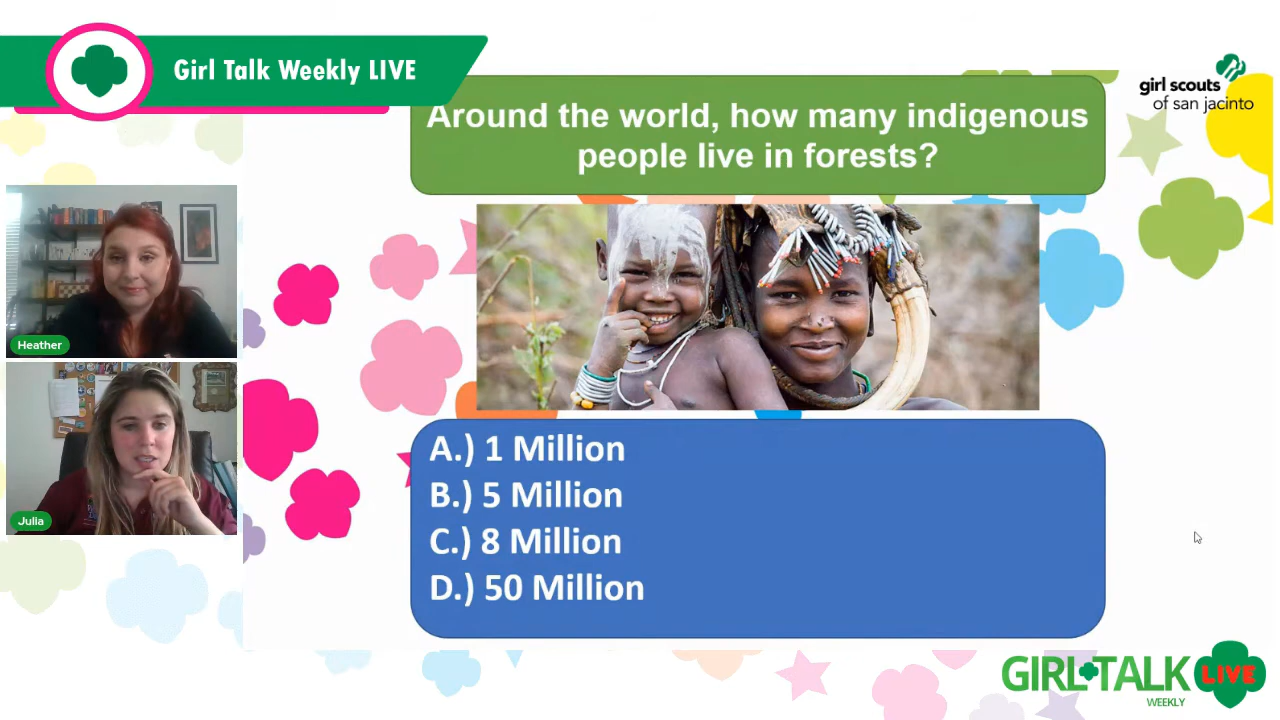 Girl Talk Weekly LIVE
girl scouts
of san jacinto
Around the world, how many indigenous
people live in forests?
Heather
Julia
A.) 1 Million
B.) 5 Million
C.) 8 Million
D.) 50 Million
GIRL TALK LIVE
WEEKLY